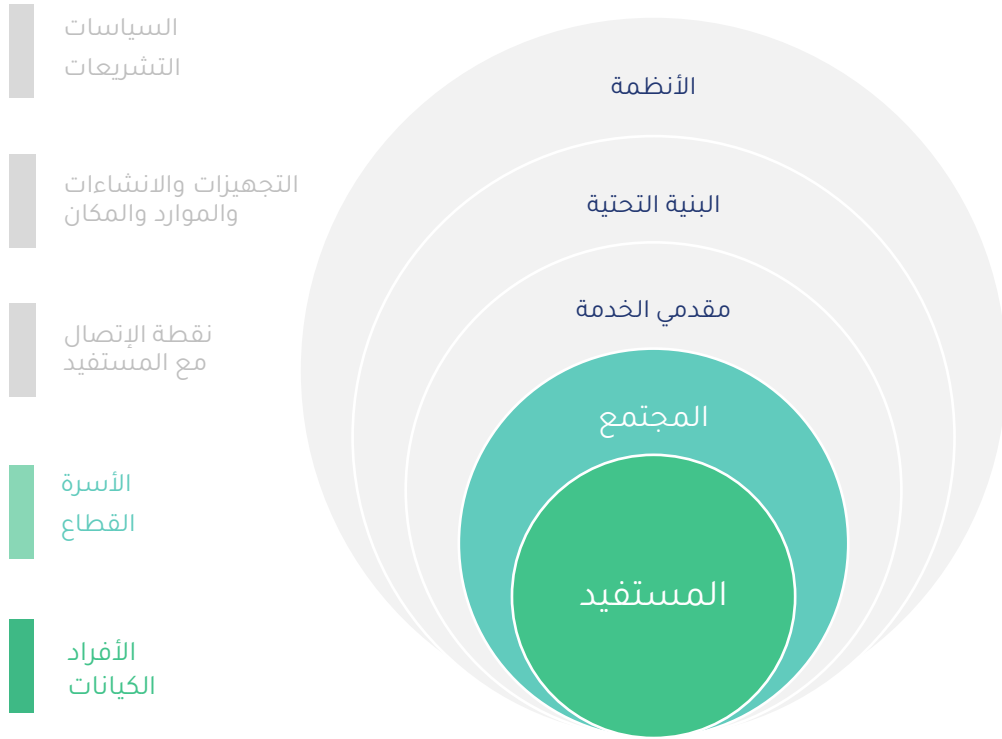 السياسات
التشريعات
الأنظمة
التجهيزات والانشاءات
والموارد والمكان
البنية التحتية
نقطة الإتصال
مع المستفيد
مقدمي الخدمة
الأسرة
القطاع
المجتمع
الأفراد
الكيانات
المستفيد